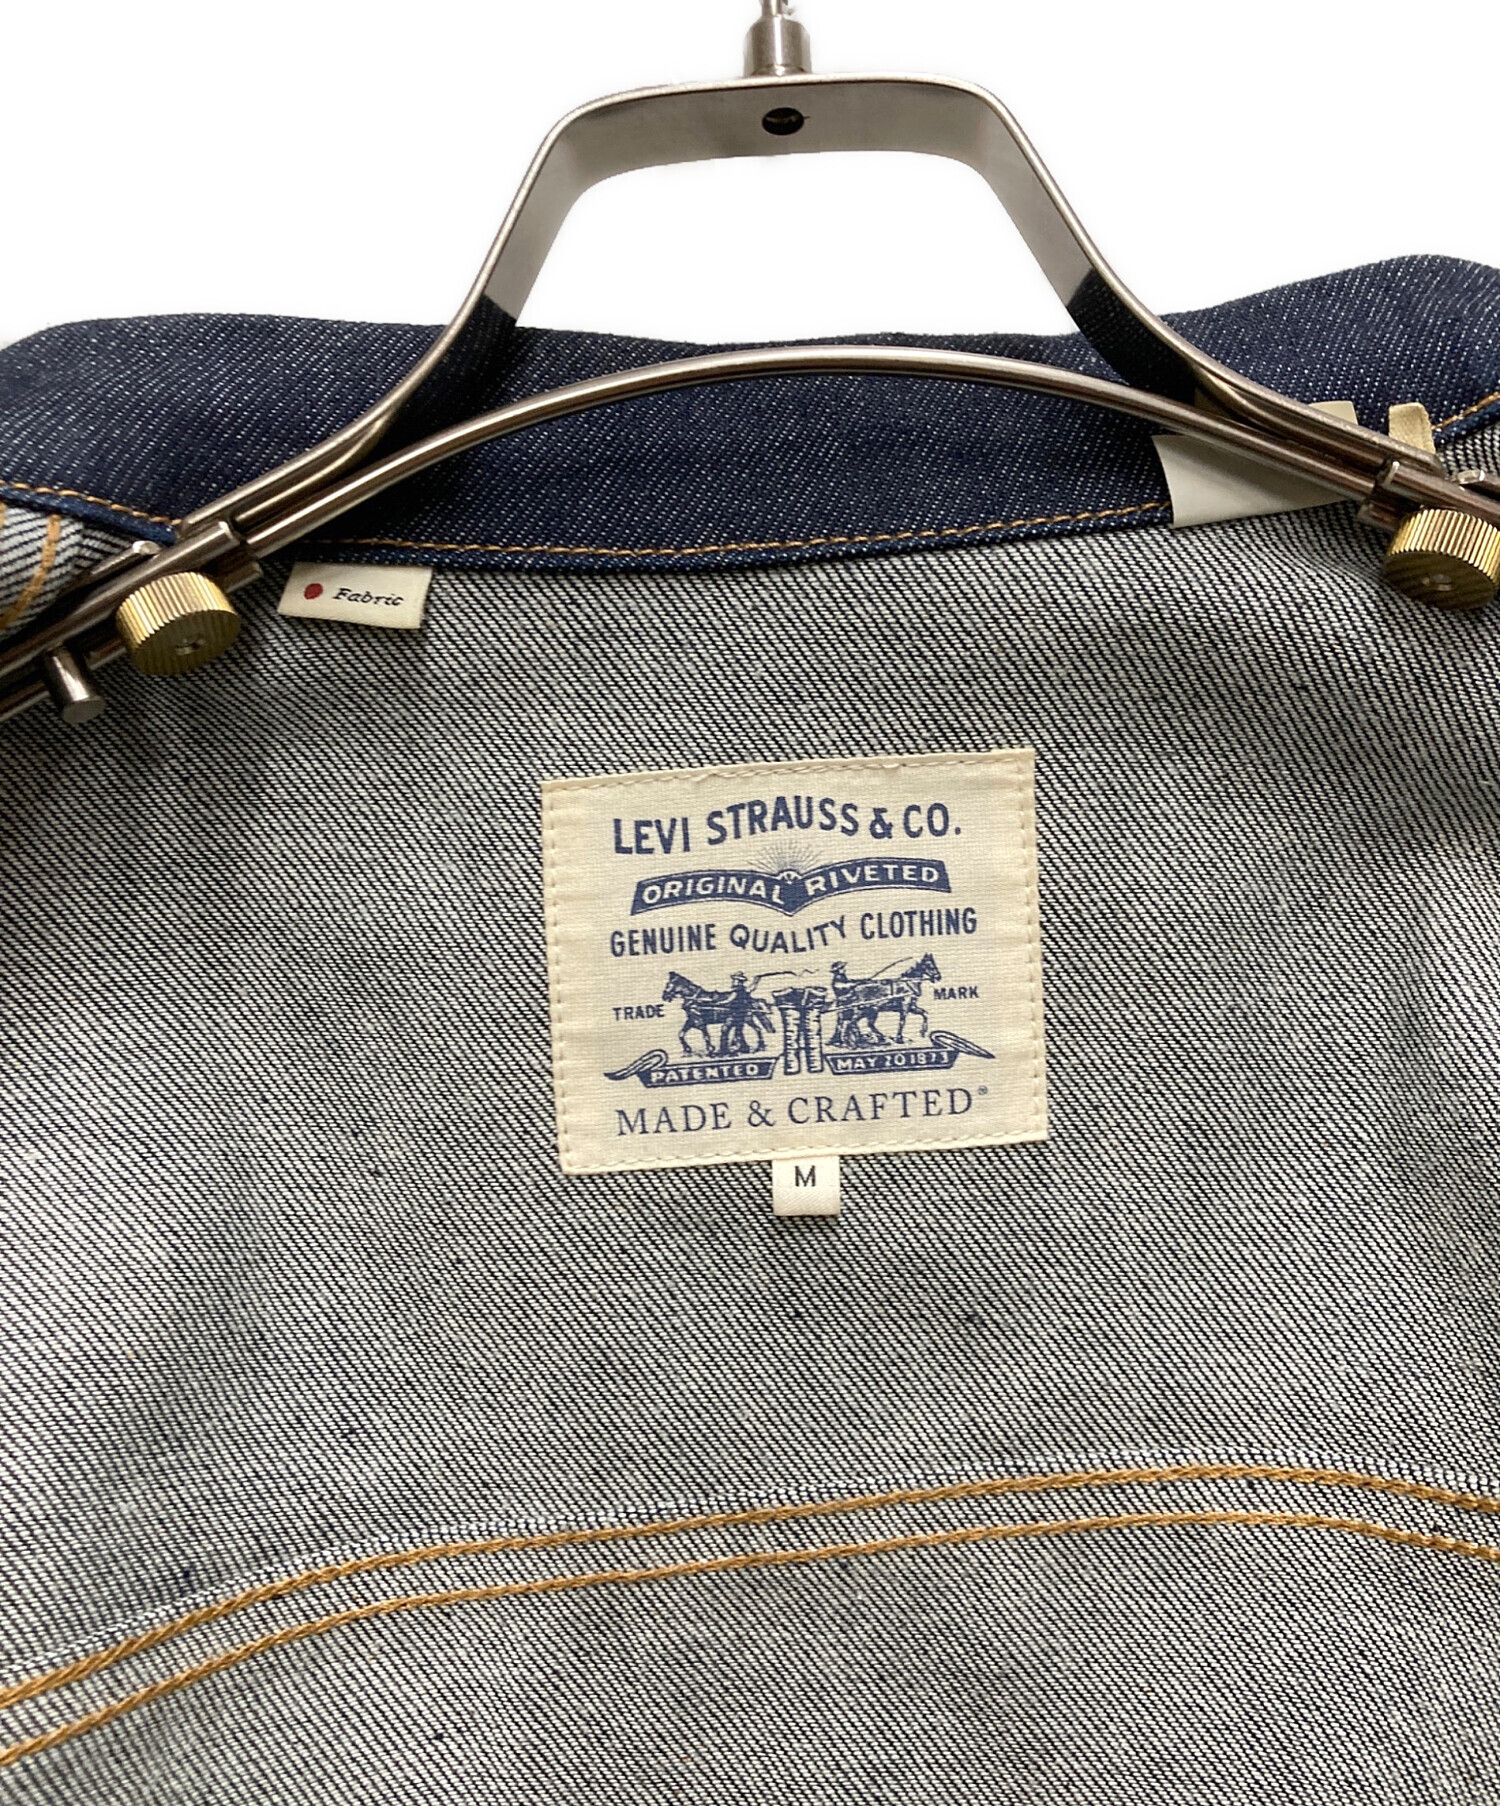 Fabric
LEVI STRAUSS & CO.
ORIGINAL RIVETED
GENUINE QUALITY CLOTHING
TRADE MARK
PATENTED MAY 20 1873
MADE & CRAFTED®
M